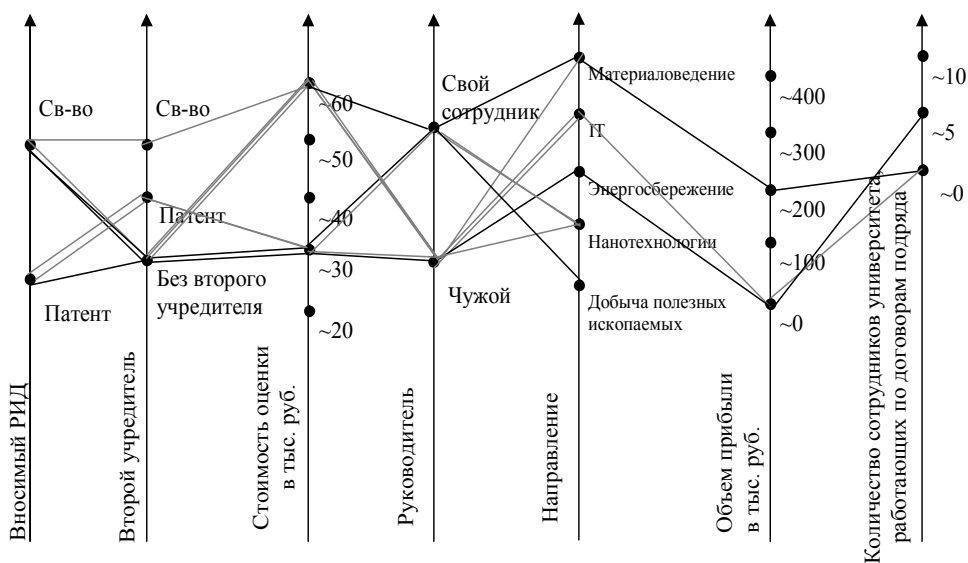 Св-во
Патент
Вносимый РИД
Св-во
Патент
Без второго
учредителя
Второй учредитель
~60
~50
~40
~30
~20
Стоимость оценки
в тыс. руб.
Свой
сотрудник
Чужой
Руководитель
Материаловедение
IT
Энергосбережение
Нанотехнологии
Добыча полезных
ископаемых
Направление
~400
~300
~200
~100
~0
Объем прибыли
в тыс. руб.
~10
~5
~0
Количество сотрудников университета,
работающих по договорам подряда